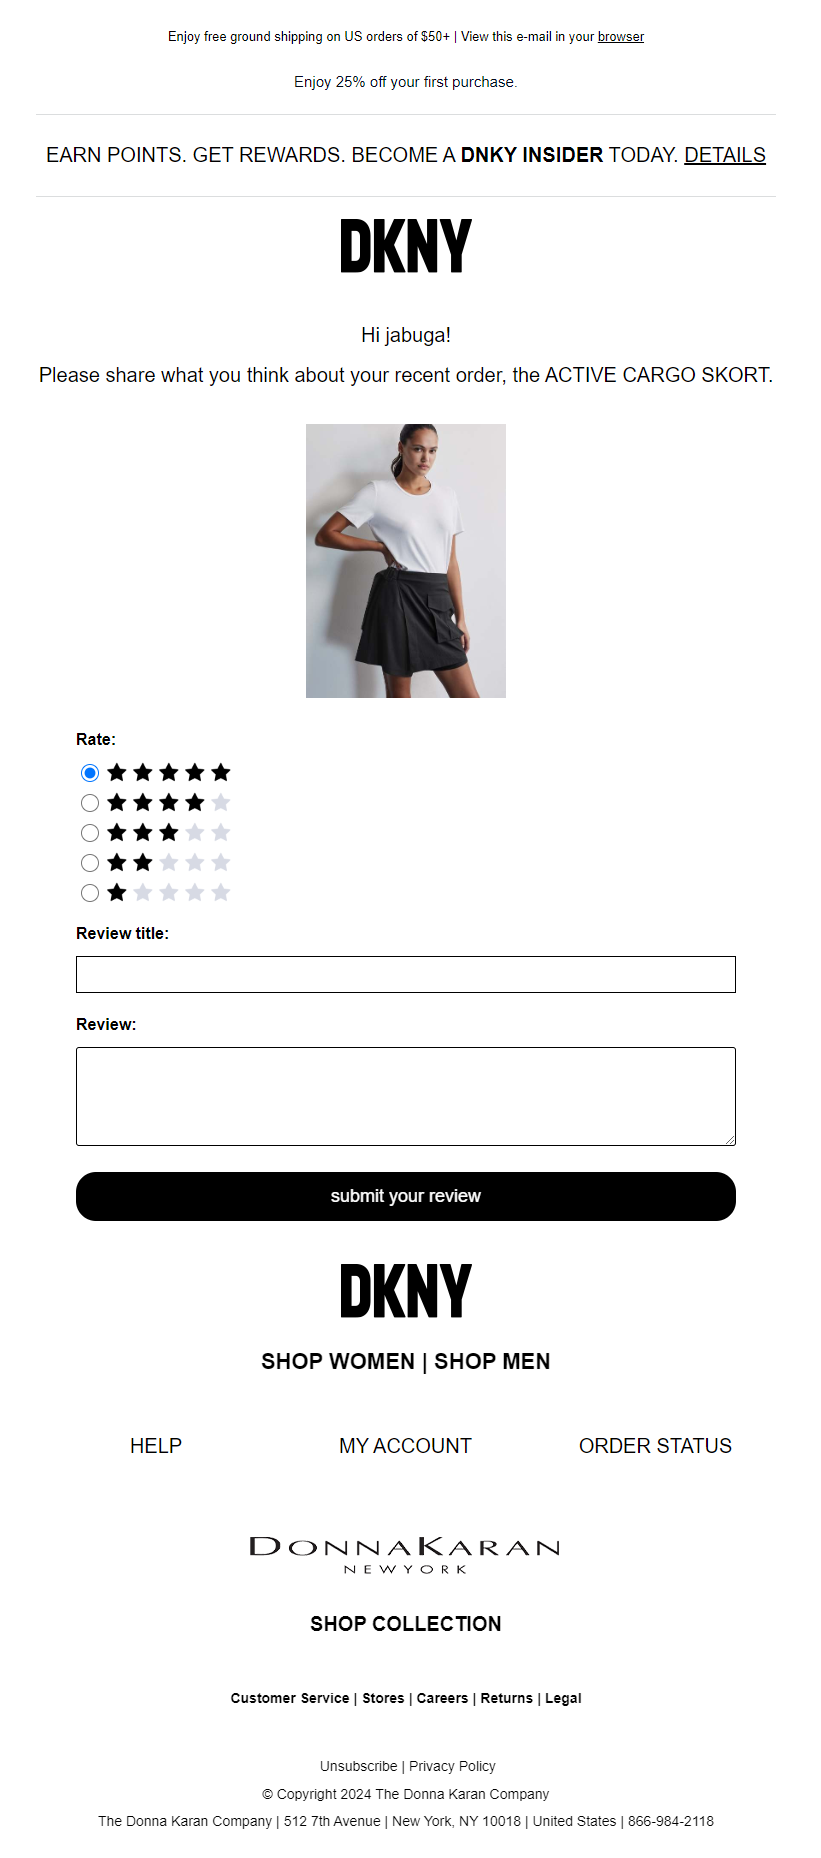 Enjoy free ground shipping on US orders of $50+ | View this e-mail in your browser
Enjoy 25% off your first purchase.
EARN POINTS. GET REWARDS. BECOME A DNKY INSIDER TODAY. DETAILS
DKNY
Hi jabuga!
Please share what you think about your recent order, the ACTIVE CARGO SKORT.
Rate:
Review title:
Review:
submit your review
DKNY
SHOP WOMEN | SHOP MEN
HELP MY ACCOUNT ORDER STATUS
DONNAKARAN
NEWYORK
SHOP COLLECTION
Customer Service | Stores | Careers | Returns | Legal
Unsubscribe | Privacy Policy
© Copyright 2024 The Donna Karan Company
The Donna Karan Company | 512 7th Avenue | New York, NY 10018 | United States | 866-984-2118